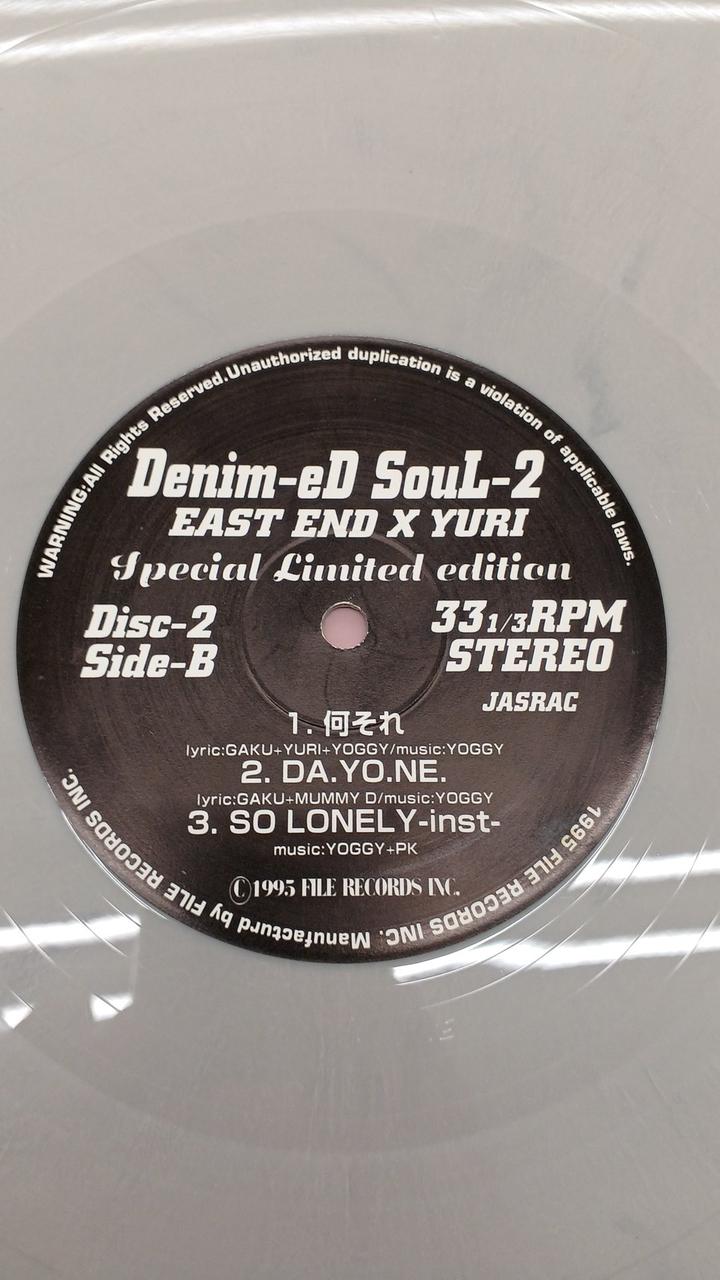 WARNING:All Rights Reserved.Unauthorized duplication is a violation of applicable laws.
Denim-eD SouL-2
EAST END X YURI
Special Limited edition
Disc-2
Side-B
33 1/3RPM
STEREO
JASRAC
1. 何それ
lyric:GAKU+YURI+YOGGY/music:YOGGY
2. DA.YO.NE.
lyric:GAKU+MUMMY D/music:YOGGY
3. SO LONELY-inst-
music:YOGGY+PK
©1995 FILE RECORDS INC.
1995 FILE RECORDS INC. Manufacturd by FILE RECORDS INC.